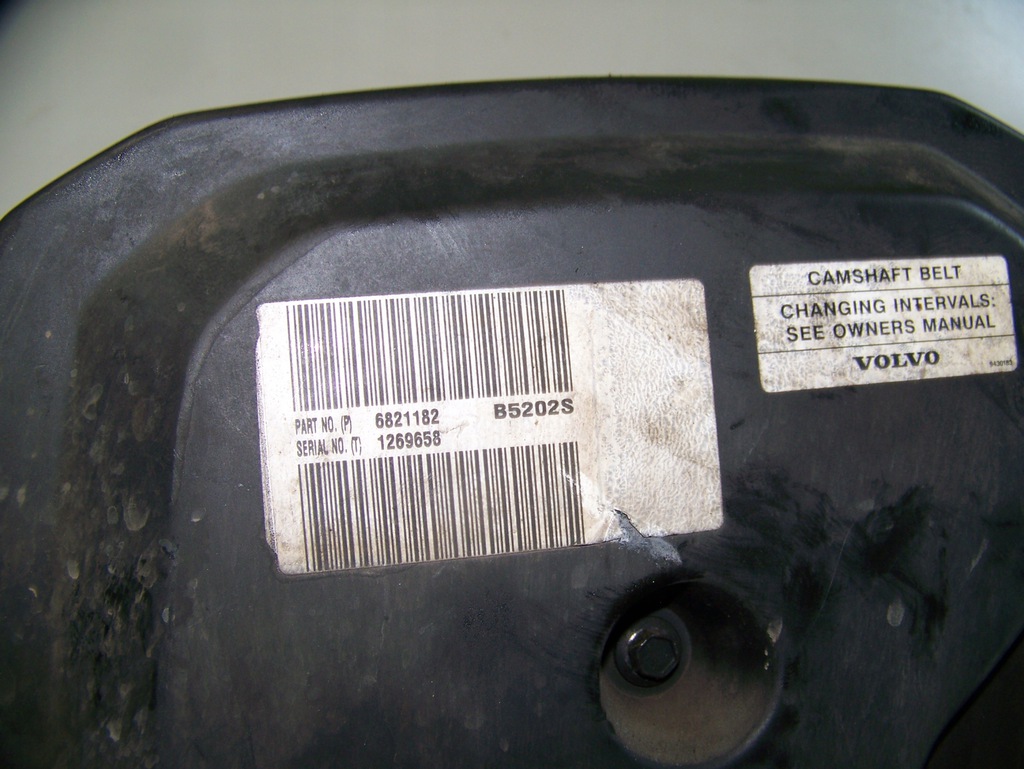 PART NO. (P) 6821182 B5202S
SERIAL NO. (T) 1269658
CAMSHAFT BELT
CHANGING INTERVALS:
SEE OWNERS MANUAL
VOLVO